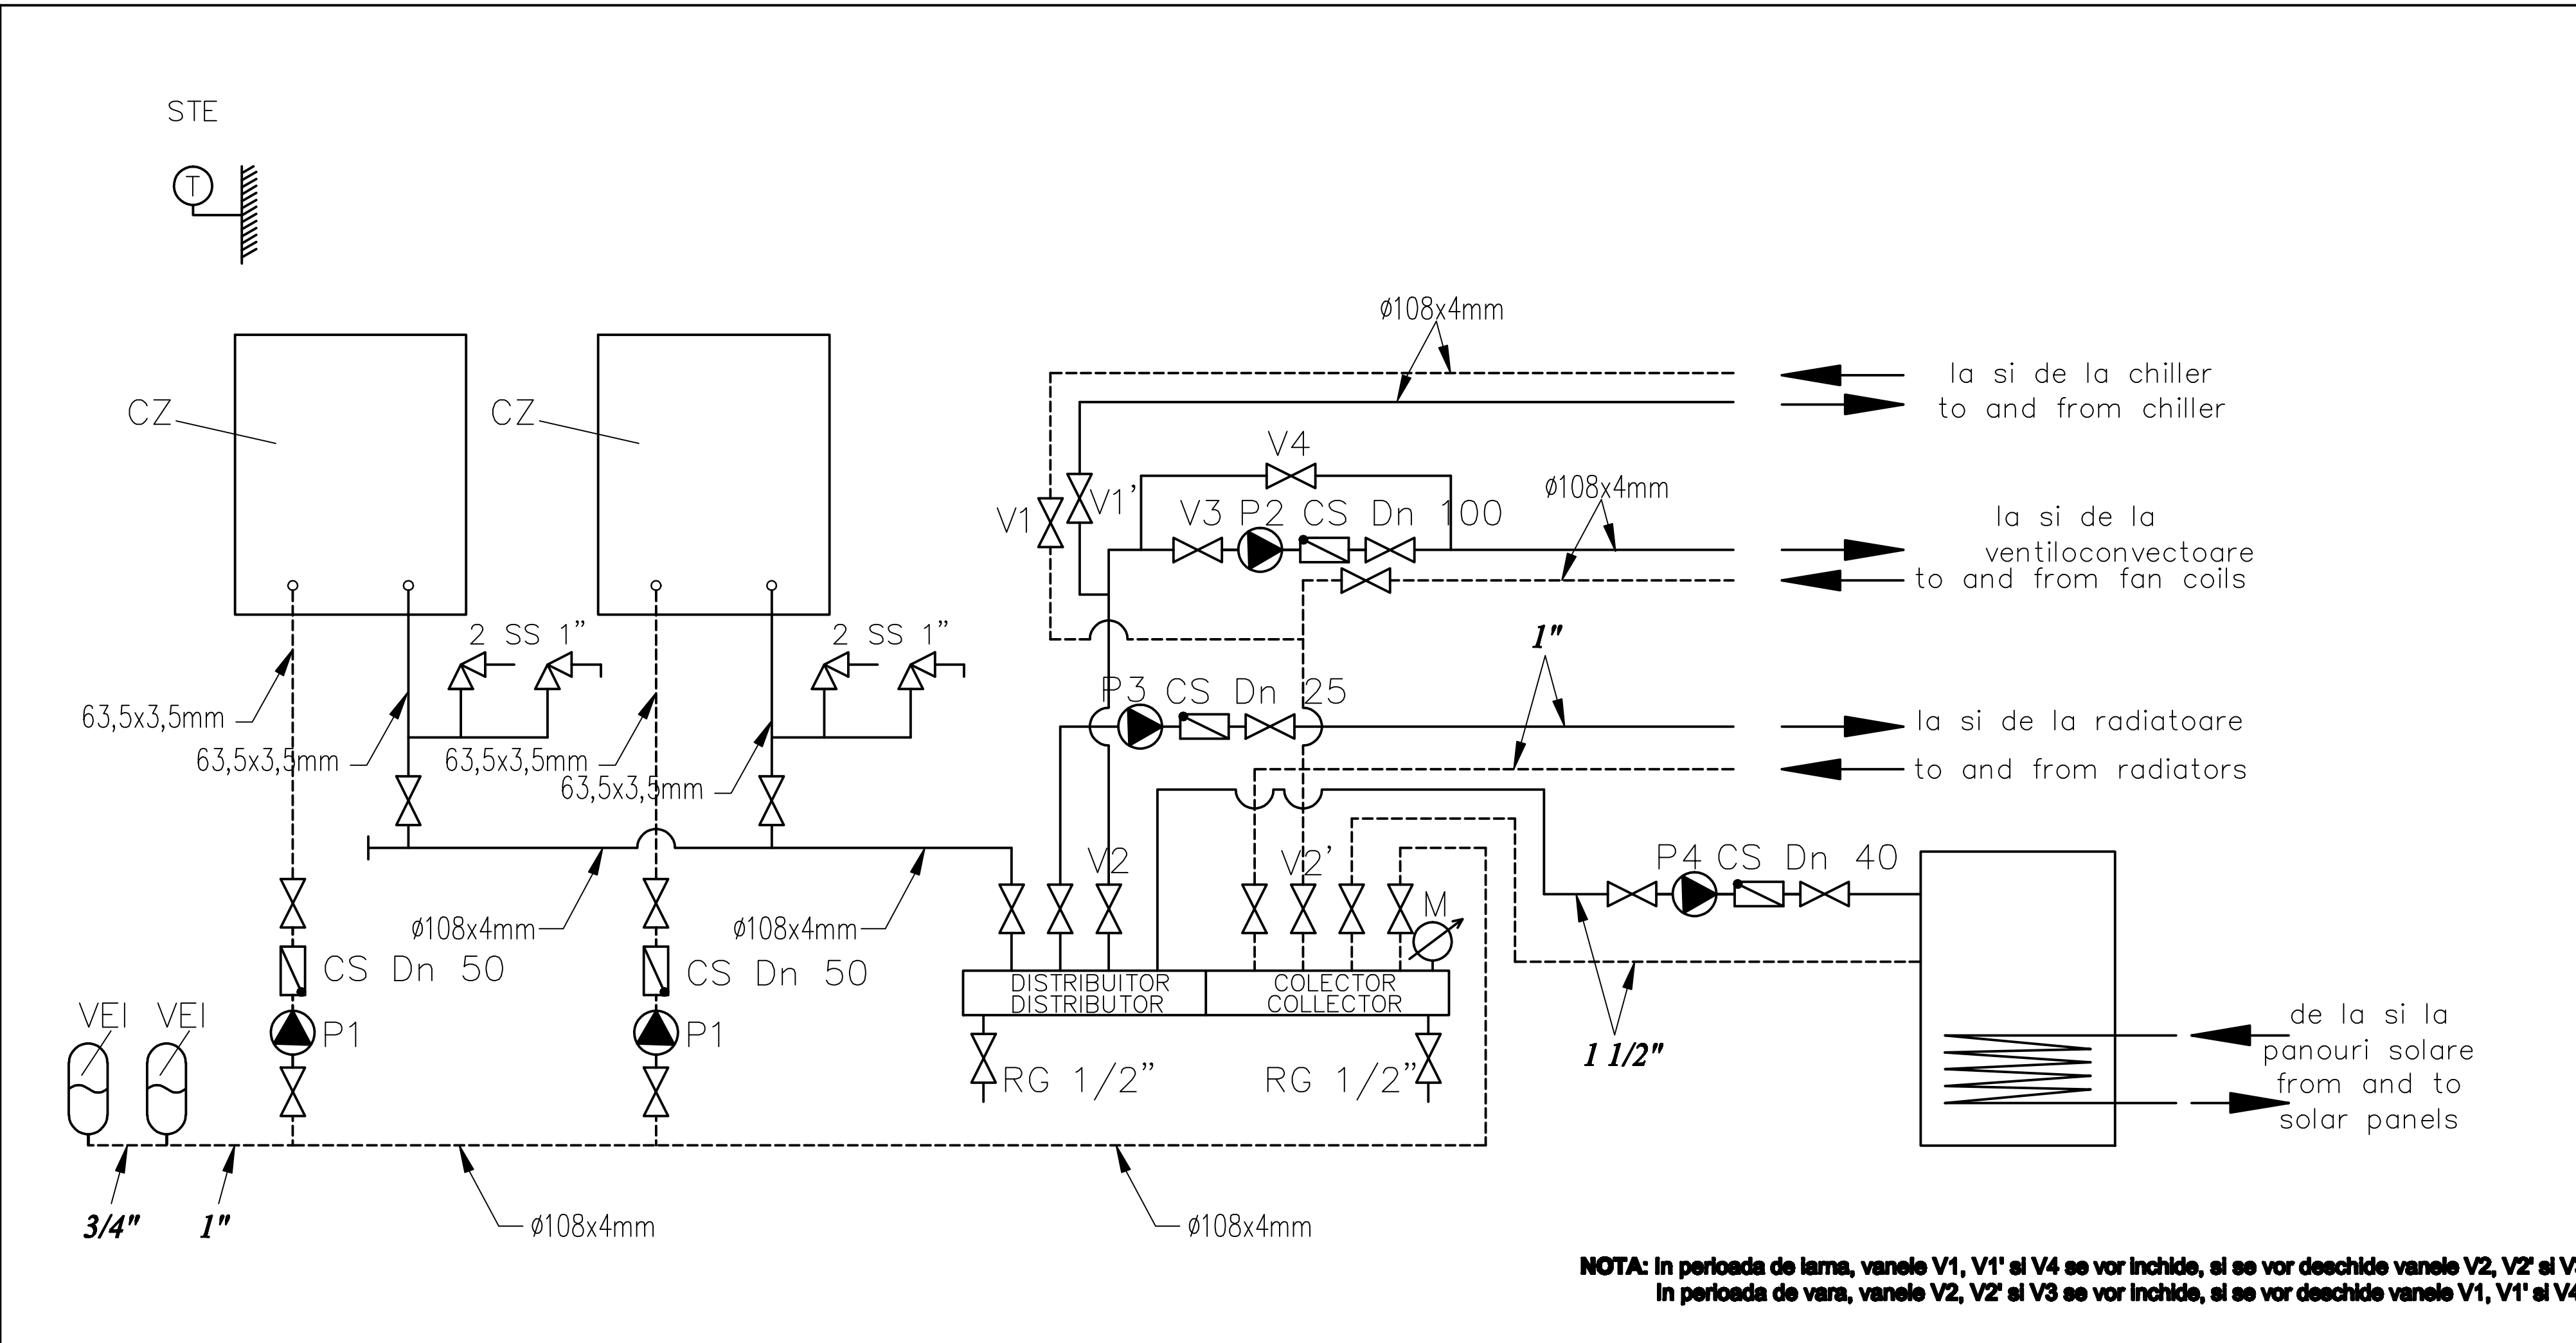 STE
T
ø108x4mm
la si de la chiller
to and from chiller
CZ
CZ
V4
V1
V1'
V3 P2 CS Dn 100
ø108x4mm
la si de la
ventiloconvectoare
to and from fan coils
2 SS 1"
2 SS 1"
1"
P3 CS Dn 25
63,5x3,5mm
63,5x3,5mm
63,5x3,5mm
63,5x3,5mm
la si de la radiatoare
to and from radiators
V2
V2'
P4 CS Dn 40
ø108x4mm
ø108x4mm
M
CS Dn 50
CS Dn 50
DISTRIBUITOR
DISTRIBUTOR
COLECTOR
COLLECTOR
VEI
VEI
P1
P1
RG 1/2"
RG 1/2"
1 1/2"
de la si la
panouri solare
from and to
solar panels
3/4"
1"
ø108x4mm
ø108x4mm
NOTA: In perioada de iarna, vanele V1, V1' si V4 se vor inchide, si se vor deschide vanele V2, V2' si
In perioada de vara, vanele V2, V2' si V3 se vor inchide, si se vor deschide vanele V1, V1' si V4